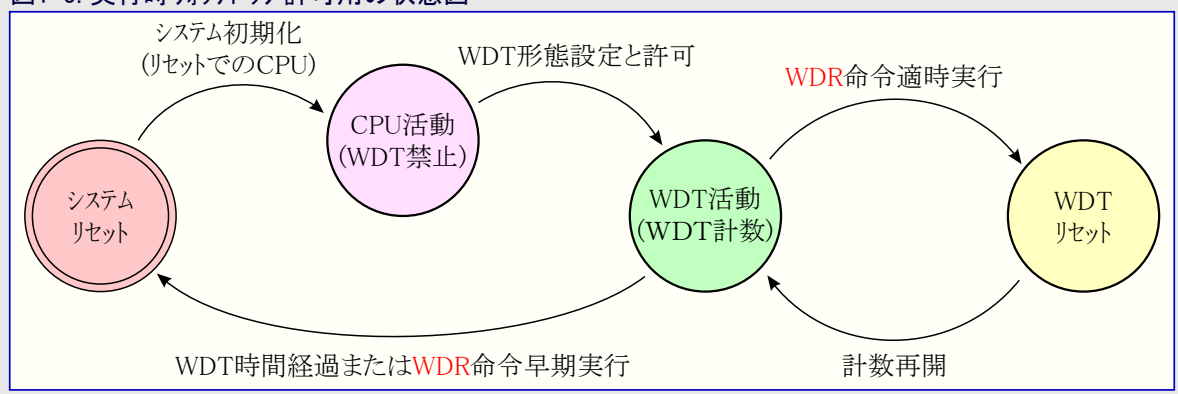 システム初期化
(リセットでのCPU)
WDT形態設定と許可
WDR命令適時実行
CPU活動
(WDT禁止)
システム
リセット
WDT活動
(WDT計数)
WDT
リセット
WDT時間経過またはWDR命令早期実行
計数再開